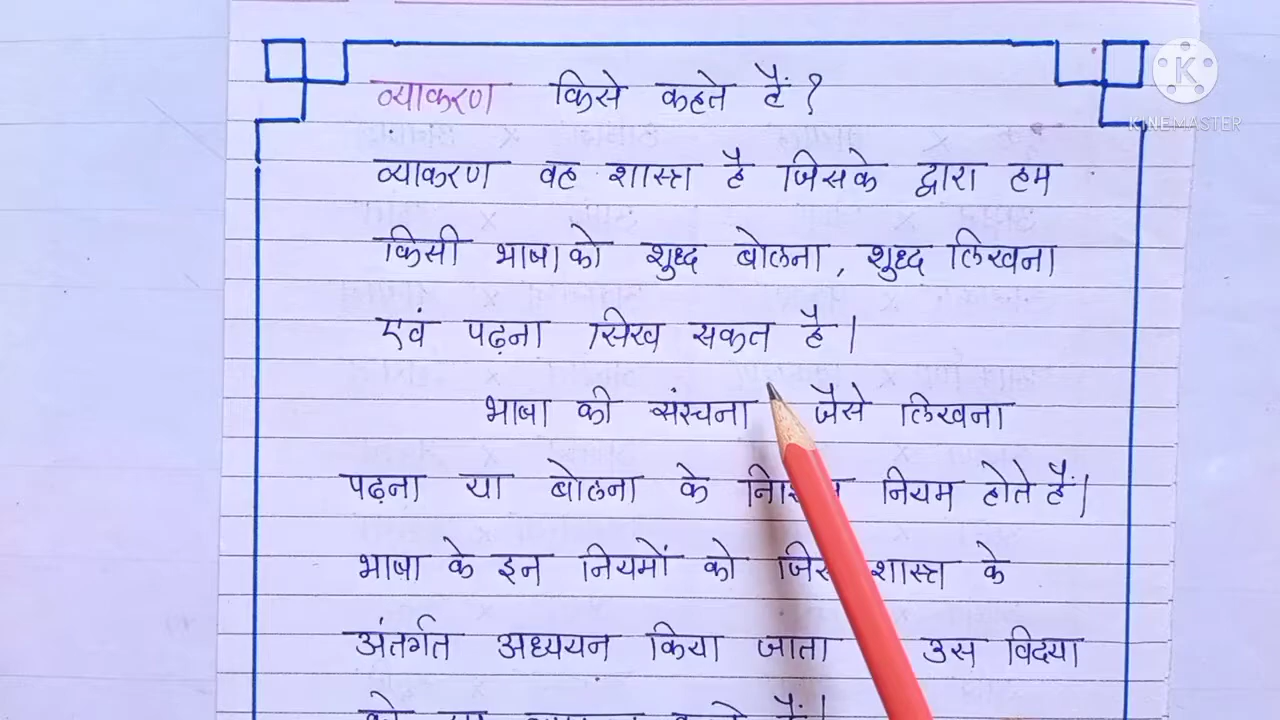 व्याकरण किसे कहते हैं?
व्याकरण वह शास्त्र है जिसके द्वारा हम
किसी भाषा को शुध्द बोलना, शुध्द लिखना
एवं पढ़ना सिख सकत है।
भाषा की संरचना जैसे लिखना
पढ़ना या बोलना के नियम होते हैं।
भाषा के इन नियमों को जिस शास्त्र के
अंतर्गत अध्ययन किया जाता उस विदया
K
KINEMASTER